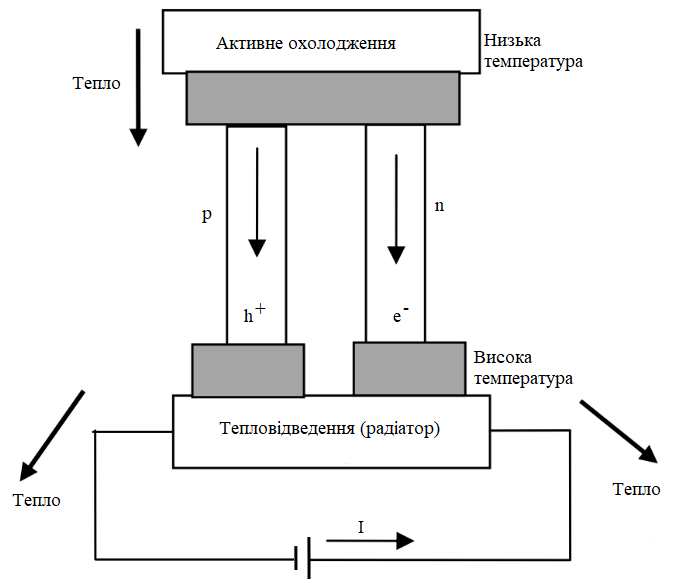 Активне охолодження
Низька
температура
Тепло
p
n
h+
e-
Висока
температура
Тепловідведення (радіатор)
Тепло
Тепло
I